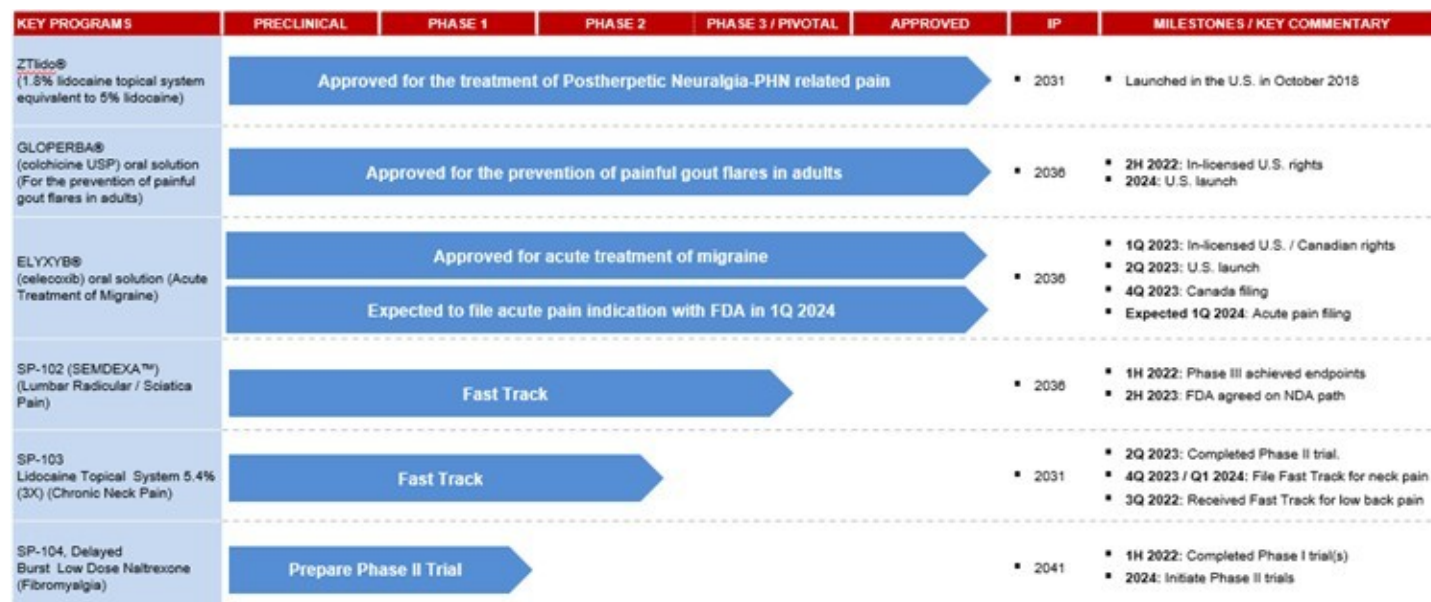 KEY PROGRAMS PRECLINICAL PHASE 1 PHASE 2 PHASE 3 / PIVOTAL APPROVED IP MILESTONES / KEY COMMENTARY
ZTlido®
(1.8% lidocaine topical system
equivalent to 5% lidocaine)
Approved for the treatment of Postherpetic Neuralgia-PHN related pain
▪ 2031
▪ Launched in the U.S. in October 2018
GLOPERBA®
(colchicine USP) oral solution
(For the prevention of painful
gout flares in adults)
Approved for the prevention of painful gout flares in adults
▪ 2036
▪ 2H 2022: In-licensed U.S. rights
▪ 2024: U.S. launch
ELYXYB®
(celecoxib) oral solution (Acute
Treatment of Migraine)
Approved for acute treatment of migraine
Expected to file acute pain indication with FDA in 1Q 2024
▪ 2036
▪ 1Q 2023: In-licensed U.S. / Canadian rights
▪ 2Q 2023: U.S. launch
▪ 4Q 2023: Canada filing
▪ Expected 1Q 2024: Acute pain filing
SP-102 (SEMDEXA™)
(Lumbar Radicular / Sciatica
Pain)
Fast Track
▪ 2036
▪ 1H 2022: Phase III achieved endpoints
▪ 2H 2023: FDA agreed on NDA path
SP-103
Lidocaine Topical System 5.4%
(3X) (Chronic Neck Pain)
Fast Track
▪ 2031
▪ 2Q 2023: Completed Phase II trial.
▪ 4Q 2023 / Q1 2024: File Fast Track for neck pain
▪ 3Q 2022: Received Fast Track for low back pain
SP-104, Delayed
Burst Low Dose Naltrexone
(Fibromyalgia)
Prepare Phase II Trial
▪ 2041
▪ 1H 2022: Completed Phase I trial(s)
▪ 2024: Initiate Phase II trials